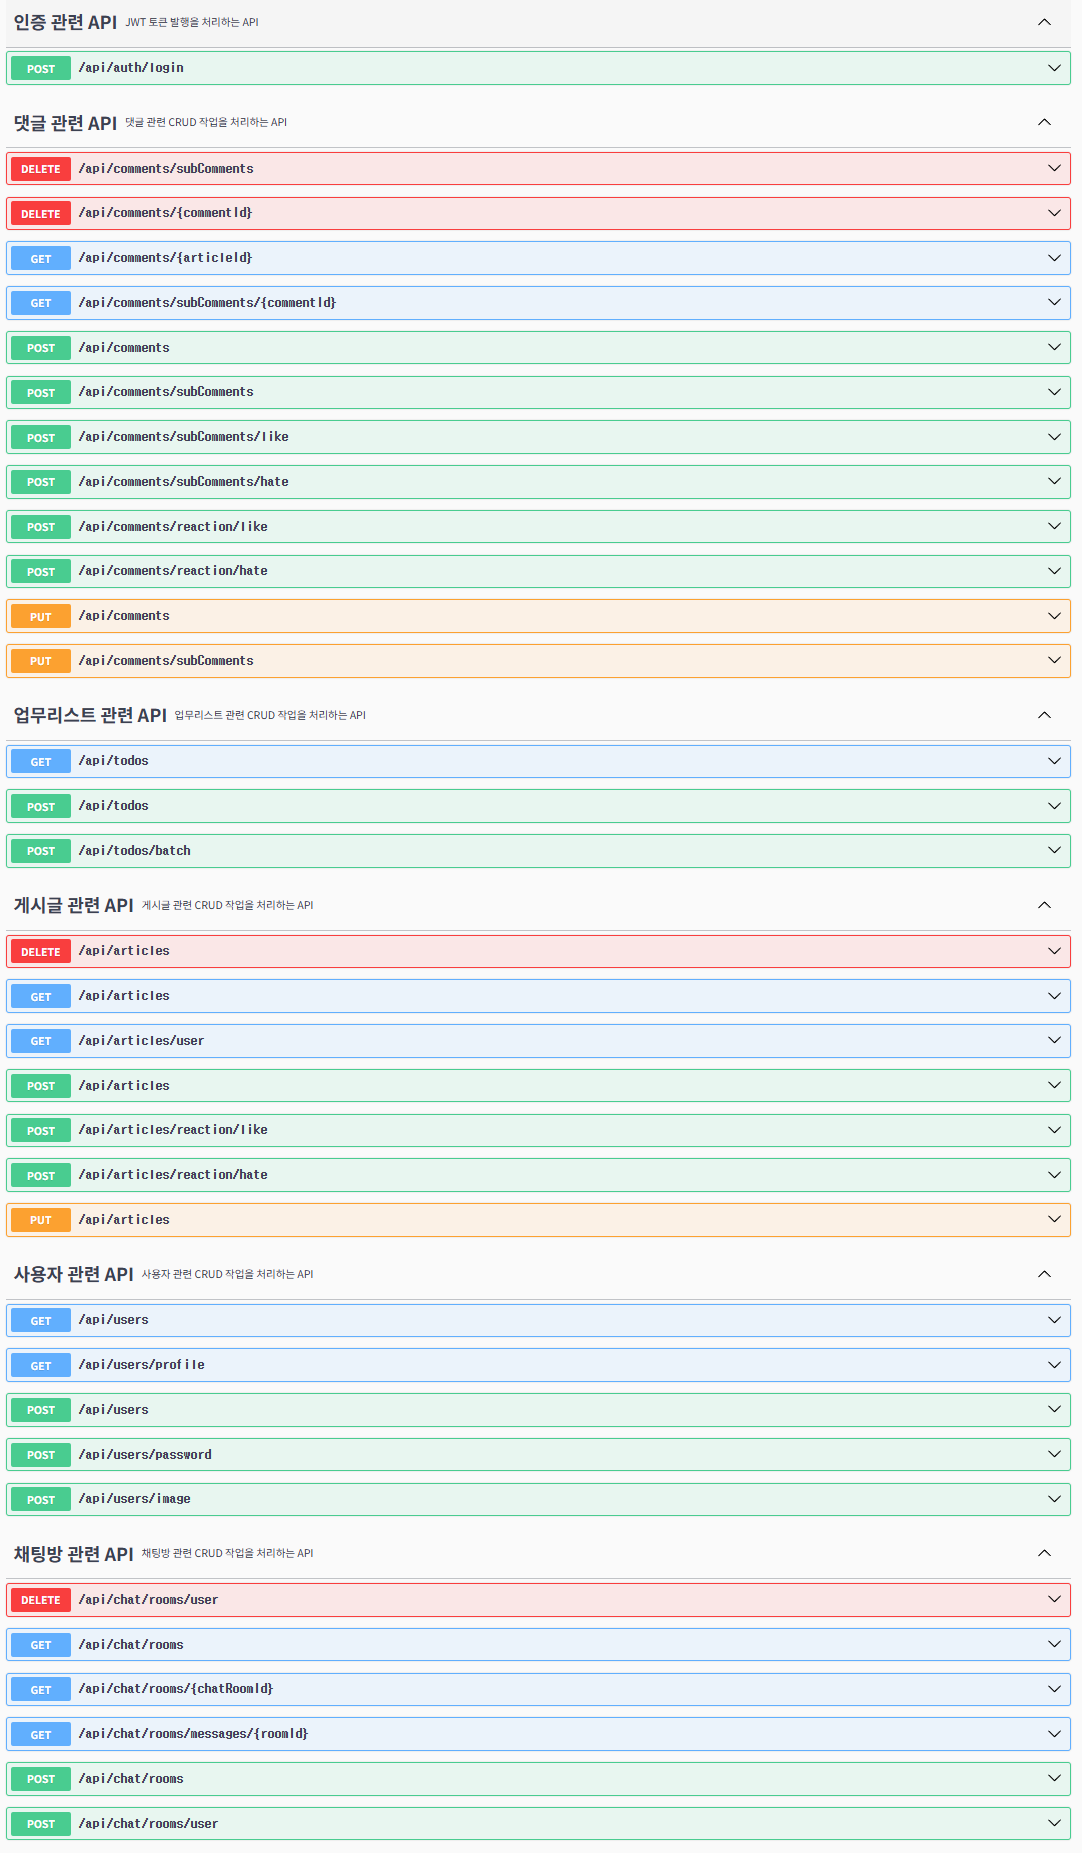 인증 관련 API JWT 토큰 발행을 처리하는 API
POST /api/auth/login
댓글 관련 API 댓글 관련 CRUD 작업을 처리하는 API
DELETE /api/comments/subComments
DELETE /api/comments/{commentId}
GET /api/comments/{articleId}
GET /api/comments/subComments/{commentId}
POST /api/comments
POST /api/comments/subComments
POST /api/comments/subComments/like
POST /api/comments/subComments/hate
POST /api/comments/reaction/like
POST /api/comments/reaction/hate
PUT /api/comments
PUT /api/comments/subComments
업무리스트 관련 API 업무리스트 관련 CRUD 작업을 처리하는 API
GET /api/todos
POST /api/todos
POST /api/todos/batch
게시글 관련 API 게시글 관련 CRUD 작업을 처리하는 API
DELETE /api/articles
GET /api/articles
GET /api/articles/user
POST /api/articles
POST /api/articles/reaction/like
POST /api/articles/reaction/hate
PUT /api/articles
사용자 관련 API 사용자 관련 CRUD 작업을 처리하는 API
GET /api/users
GET /api/users/profile
POST /api/users
POST /api/users/password
POST /api/users/image
채팅방 관련 API 채팅방 관련 CRUD 작업을 처리하는 API
DELETE /api/chat/rooms/user
GET /api/chat/rooms
GET /api/chat/rooms/{chatRoomId}
GET /api/chat/rooms/messages/{roomId}
POST /api/chat/rooms
POST /api/chat/rooms/user